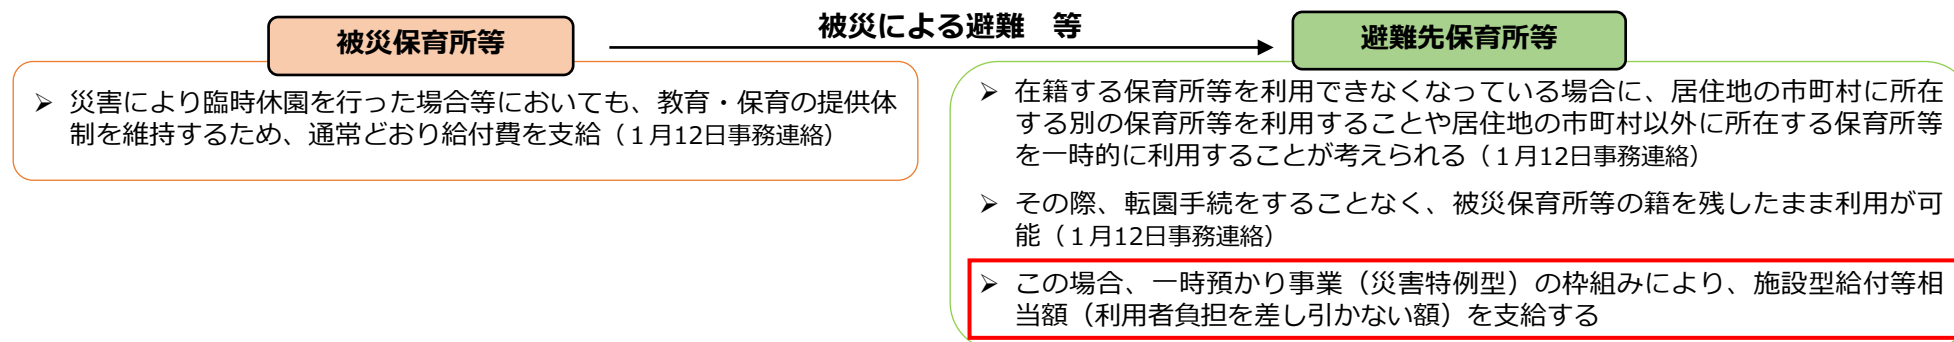 被災による避難　等
被災保育所等
避難先保育所等
➢ 災害により臨時休園を行った場合等においても、教育・保育の提供体
制を維持するため、通常どおり給付費を支給（１月12日事務連絡）
➢ 在籍する保育所等を利用できなくなっている場合に、居住地の市町村に所在
する別の保育所等を利用することや居住地の市町村以外に所在する保育所等
を一時的に利用することが考えられる（１月12日事務連絡）
➢ その際、転園手続をすることなく、被災保育所等の籍を残したまま利用が可
能（１月12日事務連絡）
➢ この場合、一時預かり事業（災害特例型）の枠組みにより、施設型給付等相
当額（利用者負担を差し引かない額）を支給する